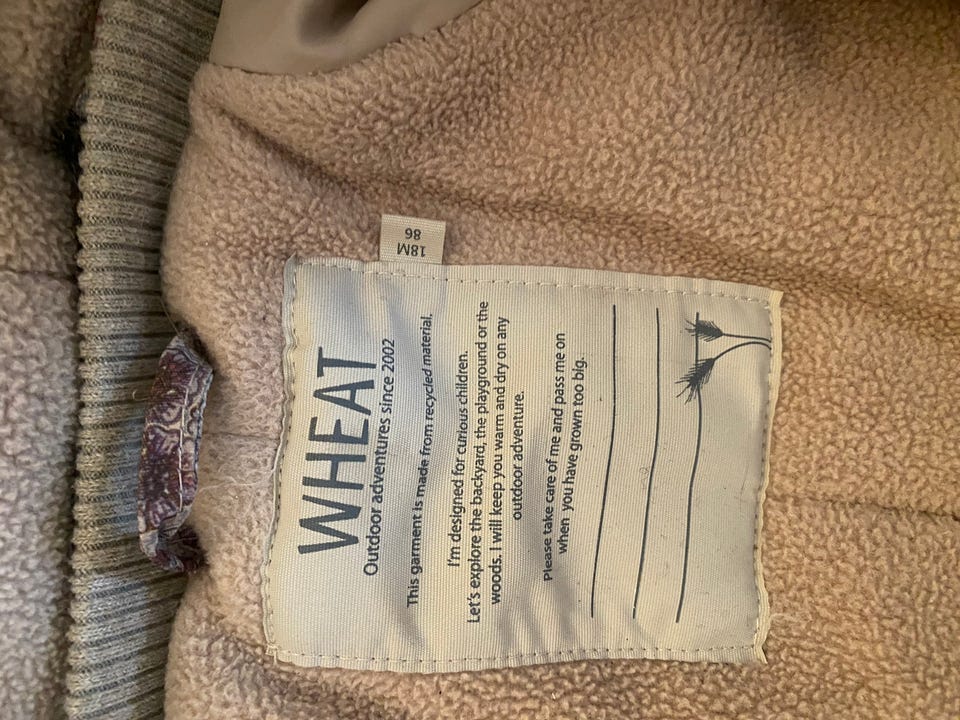 WHEAT
Outdoor adventures since 2002
This garment is made from recycled material.
I'm designed for curious children.
Let's explore the backyard, the playground or the
woods. I will keep you warm and dry on any
outdoor adventure.
Please take care of me and pass me on
when you have grown too big.
18M
86